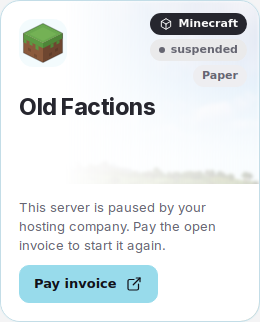 Minecraft
suspended
Paper
Old Factions
This server is paused by your
hosting company. Pay the open
invoice to start it again.
Pay invoice